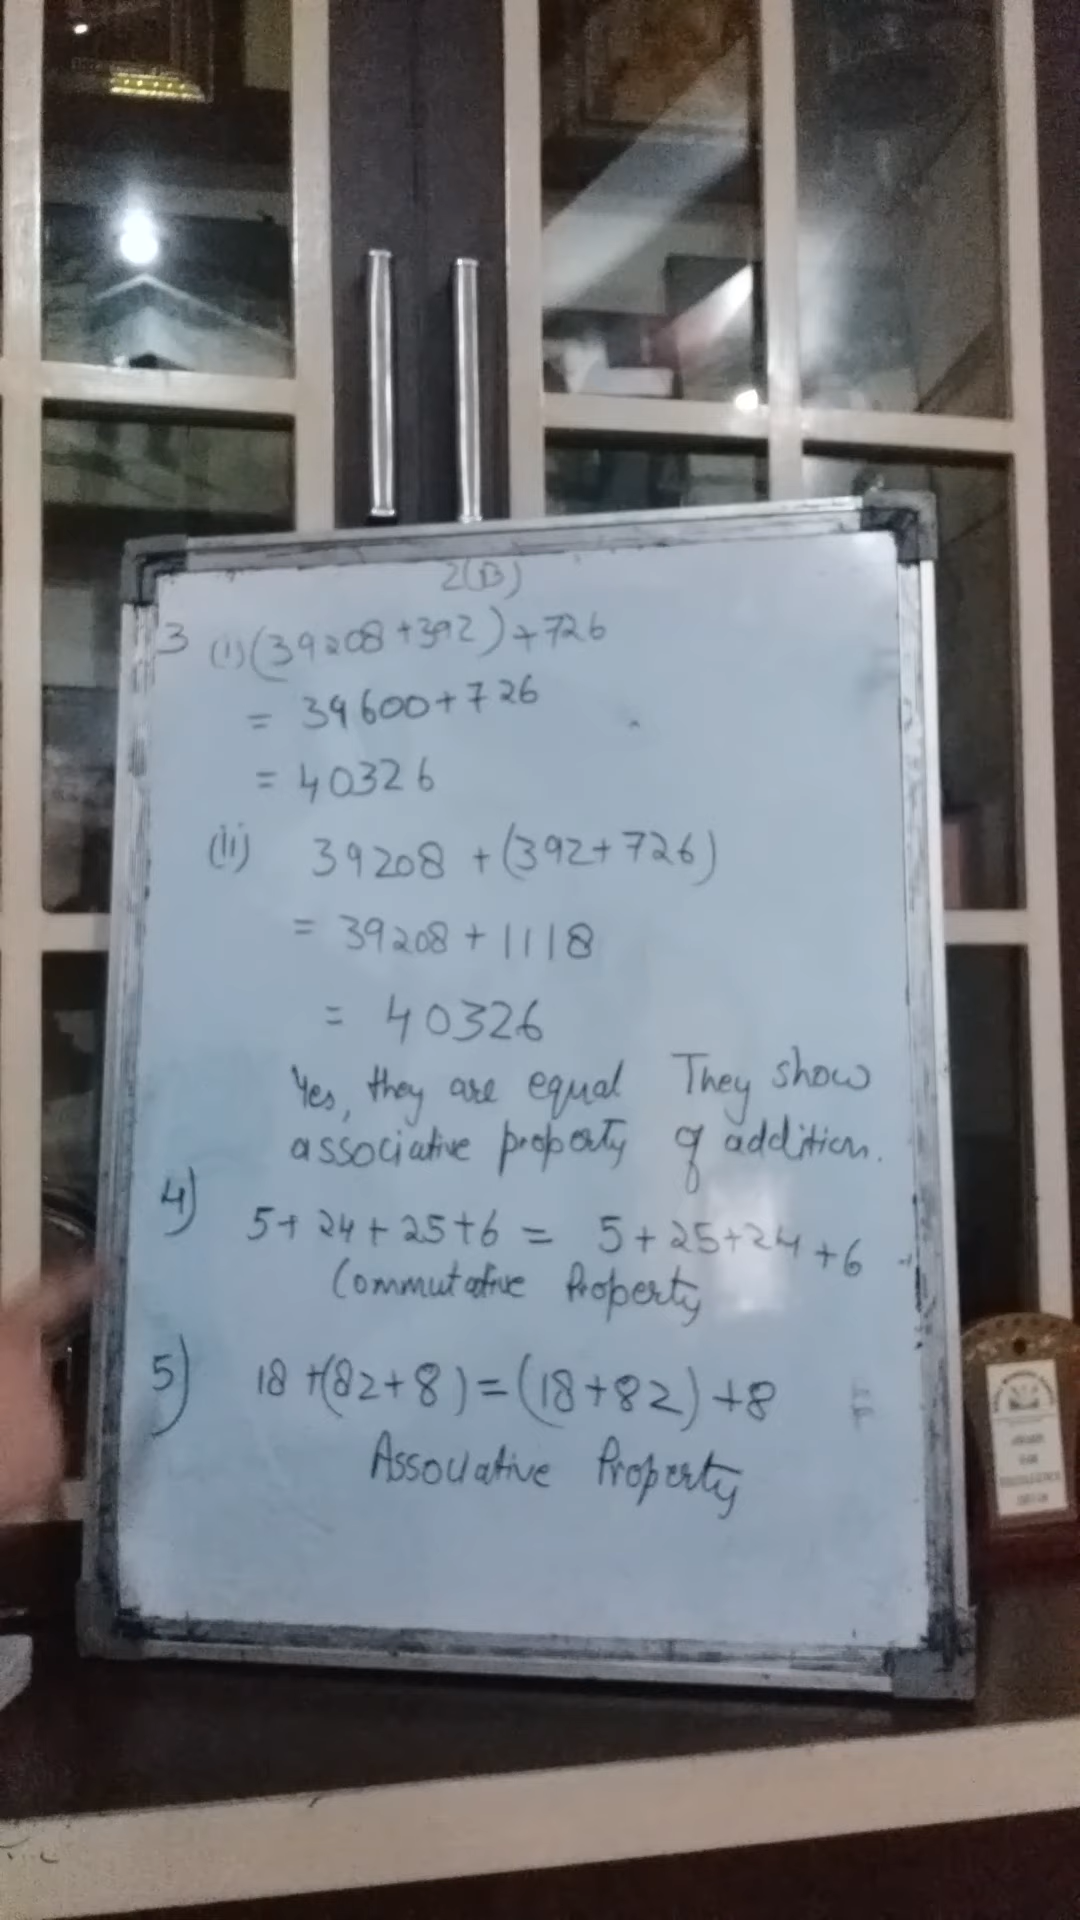 2(B)
3 (i) (39208+392)+726
= 39600+726
= 40326
(ii) 39208 + (392+726)
= 39208+1118
= 40326
Yes, they are equal They show
associative property of addition.
4) 5+24+25+6 = 5+25+24+6
Commutative Property
5) 18+(82+8)=(18+82)+8
Associative Property